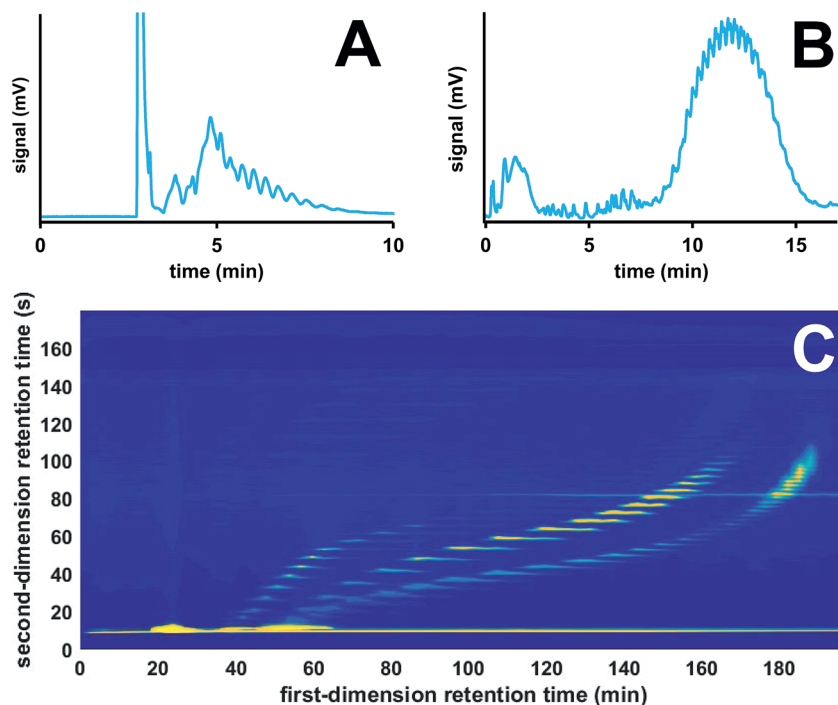 A
signal (mV)
0 5 10
time (min)
B
signal (mV)
0 5 10 15
time (min)
C
second-dimension retention time (s)
160
140
120
100
80
60
40
20
0
0 20 40 60 80 100 120 140 160 180
first-dimension retention time (min)